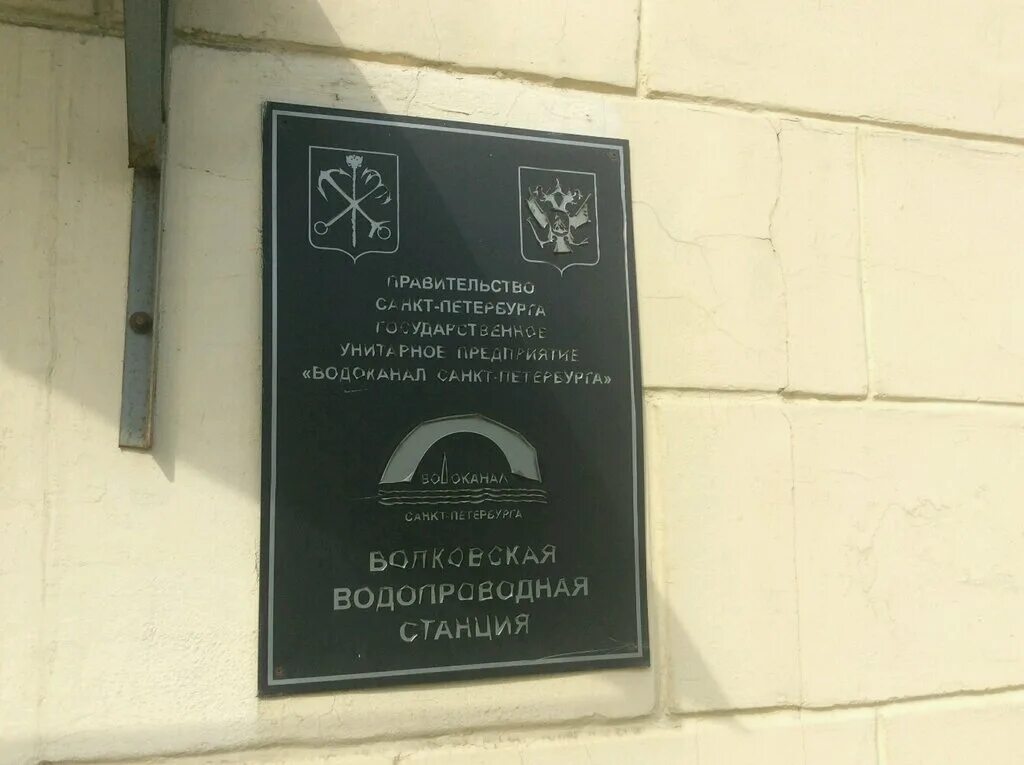 ПРАВИТЕЛЬСТВО
САНКТ-ПЕТЕРБУРГА
ГОСУДАРСТВЕННОЕ
УНИТАРНОЕ ПРЕДПРИЯТИЕ
«ВОДОКАНАЛ САНКТ-ПЕТЕРБУРГА»
ВОДОКАНАЛ
САНКТ-ПЕТЕРБУРГА
ВОЛКОВСКАЯ
ВОДОПРОВОДНАЯ
СТАНЦИЯ